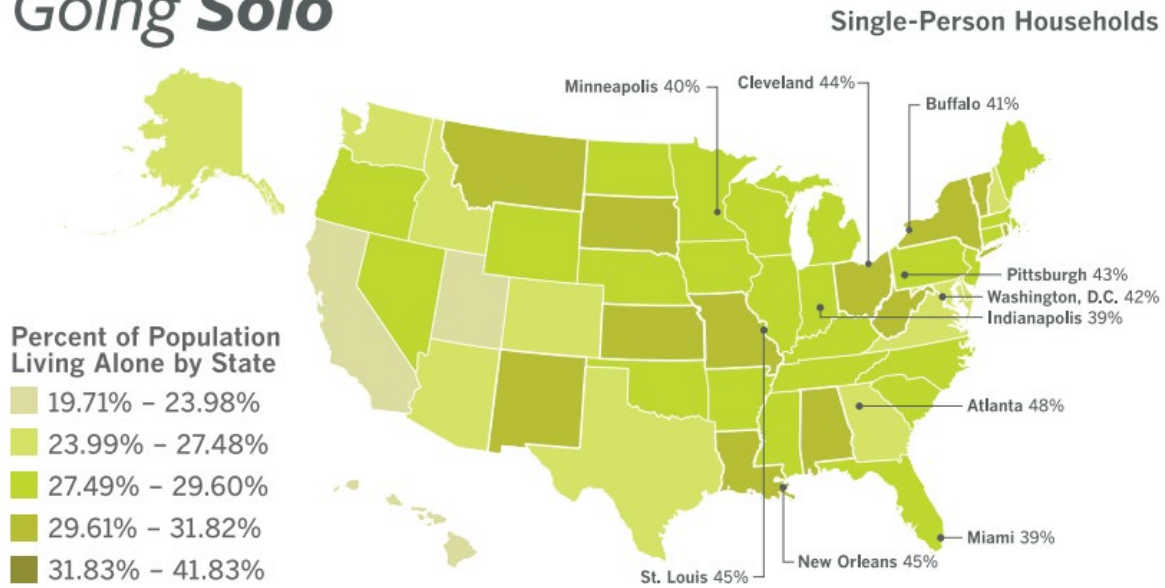 Going Solo
Single-Person Households
Minneapolis 40%
Cleveland 44%
Buffalo 41%
Pittsburgh 43%
Washington, D.C. 42%
Indianapolis 39%
Atlanta 48%
Miami 39%
New Orleans 45%
St. Louis 45%
Percent of Population
Living Alone by State
19.71% – 23.98%
23.99% – 27.48%
27.49% – 29.60%
29.61% – 31.82%
31.83% – 41.83%